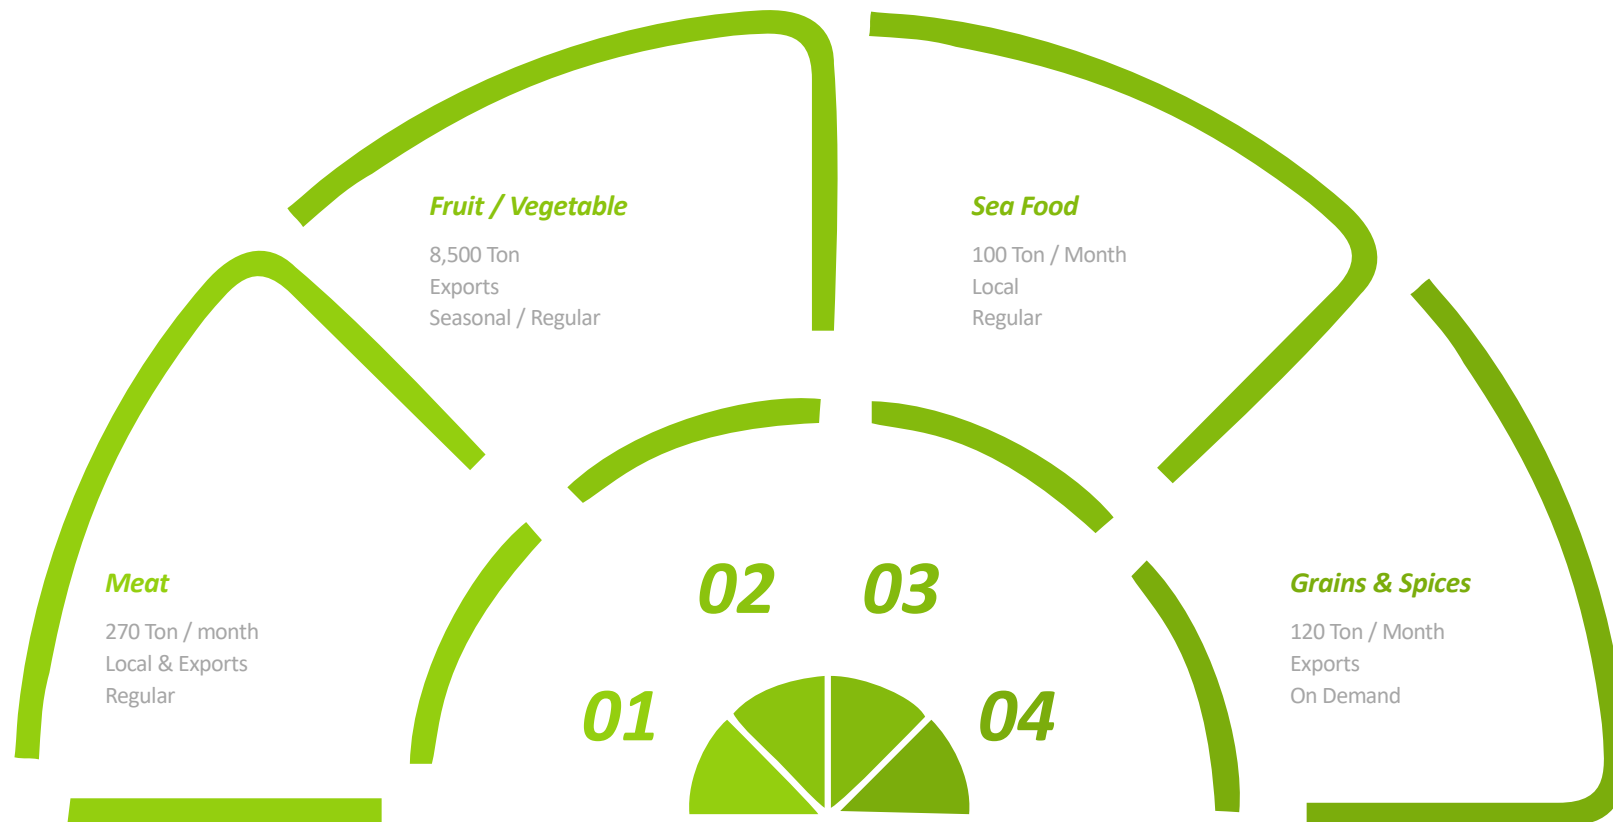 Fruit / Vegetable
8,500 Ton
Exports
Seasonal / Regular
Sea Food
100 Ton / Month
Local
Regular
Meat
270 Ton / month
Local & Exports
Regular
Grains & Spices
120 Ton / Month
Exports
On Demand
01
02
03
04